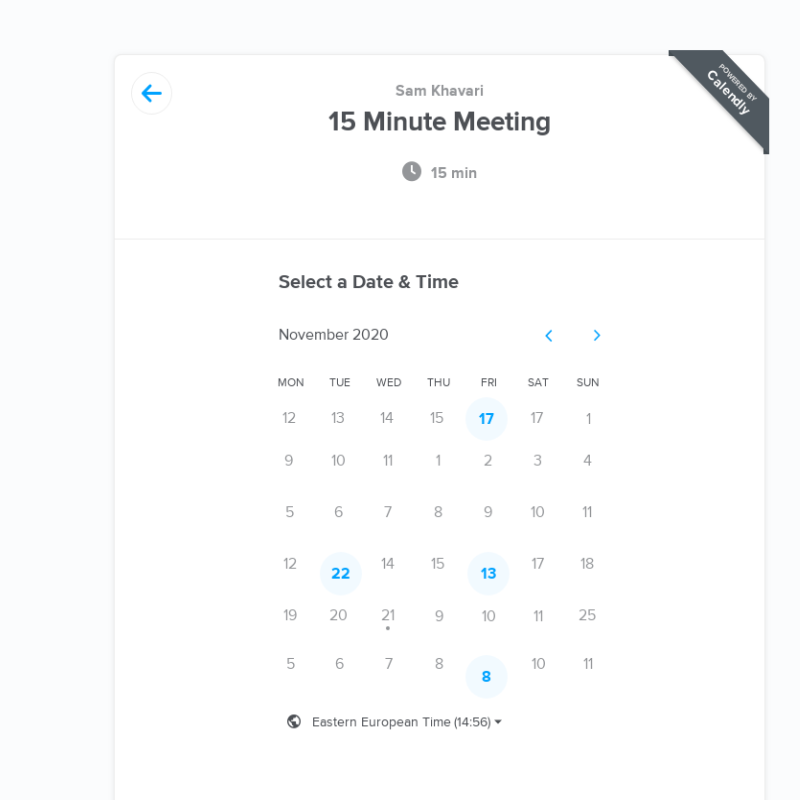 POWERED BY
Calendly
Sam Khavari
15 Minute Meeting
15 min
Select a Date & Time
November 2020
MON TUE WED THU FRI SAT SUN
12 13 14 15 17 17 1
9 10 11 1 2 3 4
5 6 7 8 9 10 11
12 22 14 15 13 17 18
19 20 21 9 10 11 25
5 6 7 8 8 10 11
Eastern European Time (14:56)